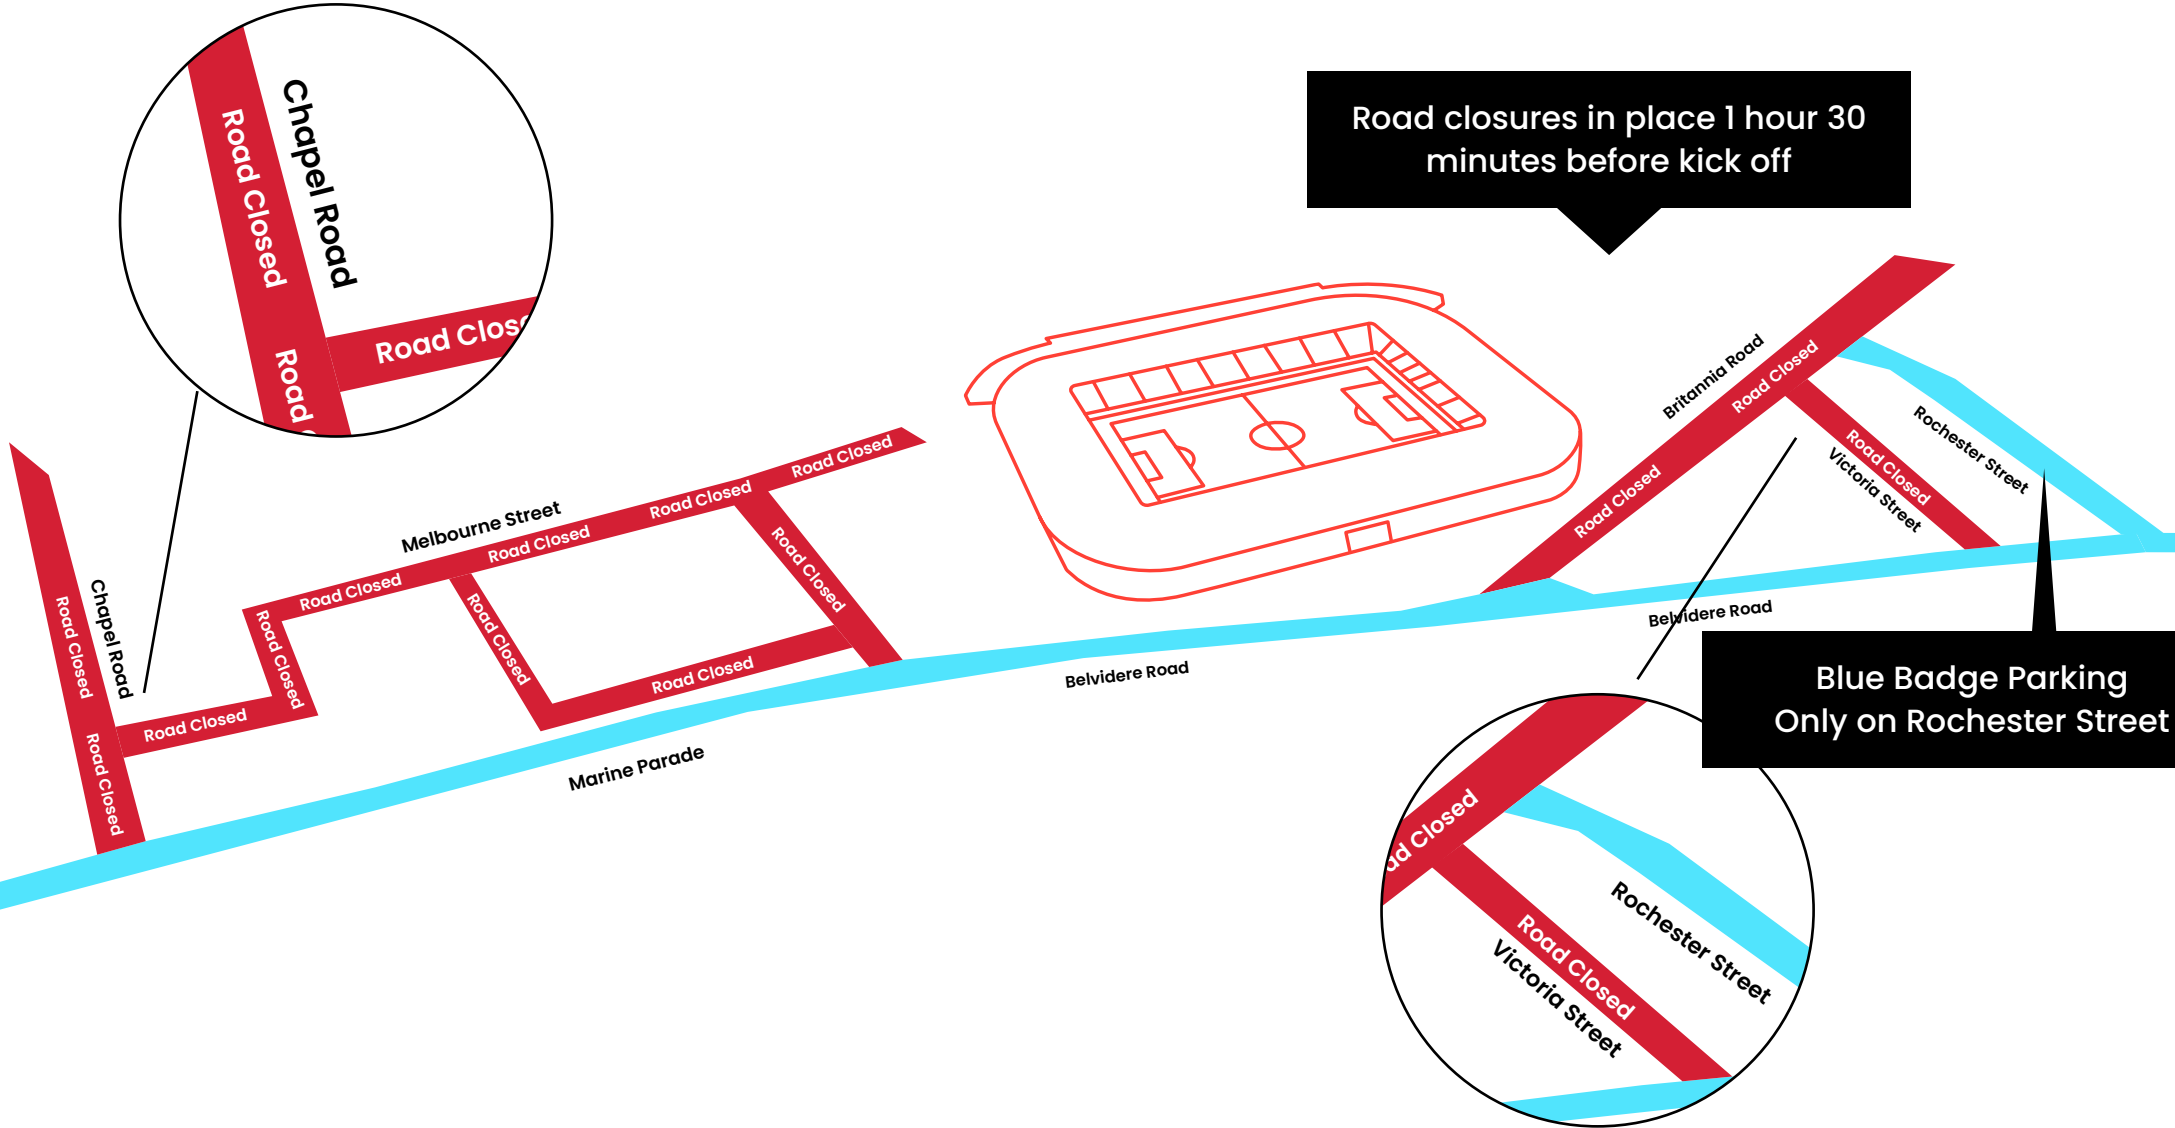 Road Closed
Chapel Road
Road Clos
Road
Road closures in place 1 hour 30
minutes before kick off
Britannia Road
Road Closed
Road Closed
Rochester Street
Road Closed
Victoria Street
Road Closed
Road Closed
Melbourne Street
Road Closed
Road Closed
Road Closed
Road Closed
Road Closed
Road Closed
Road Closed
Chapel Road
Road Closed
Road Closed
Road Closed
Belvidere Road
Belvidere Road
Marine Parade
Blue Badge Parking
Only on Rochester Street
ad Closed
Rochester Street
Road Closed
Victoria Street